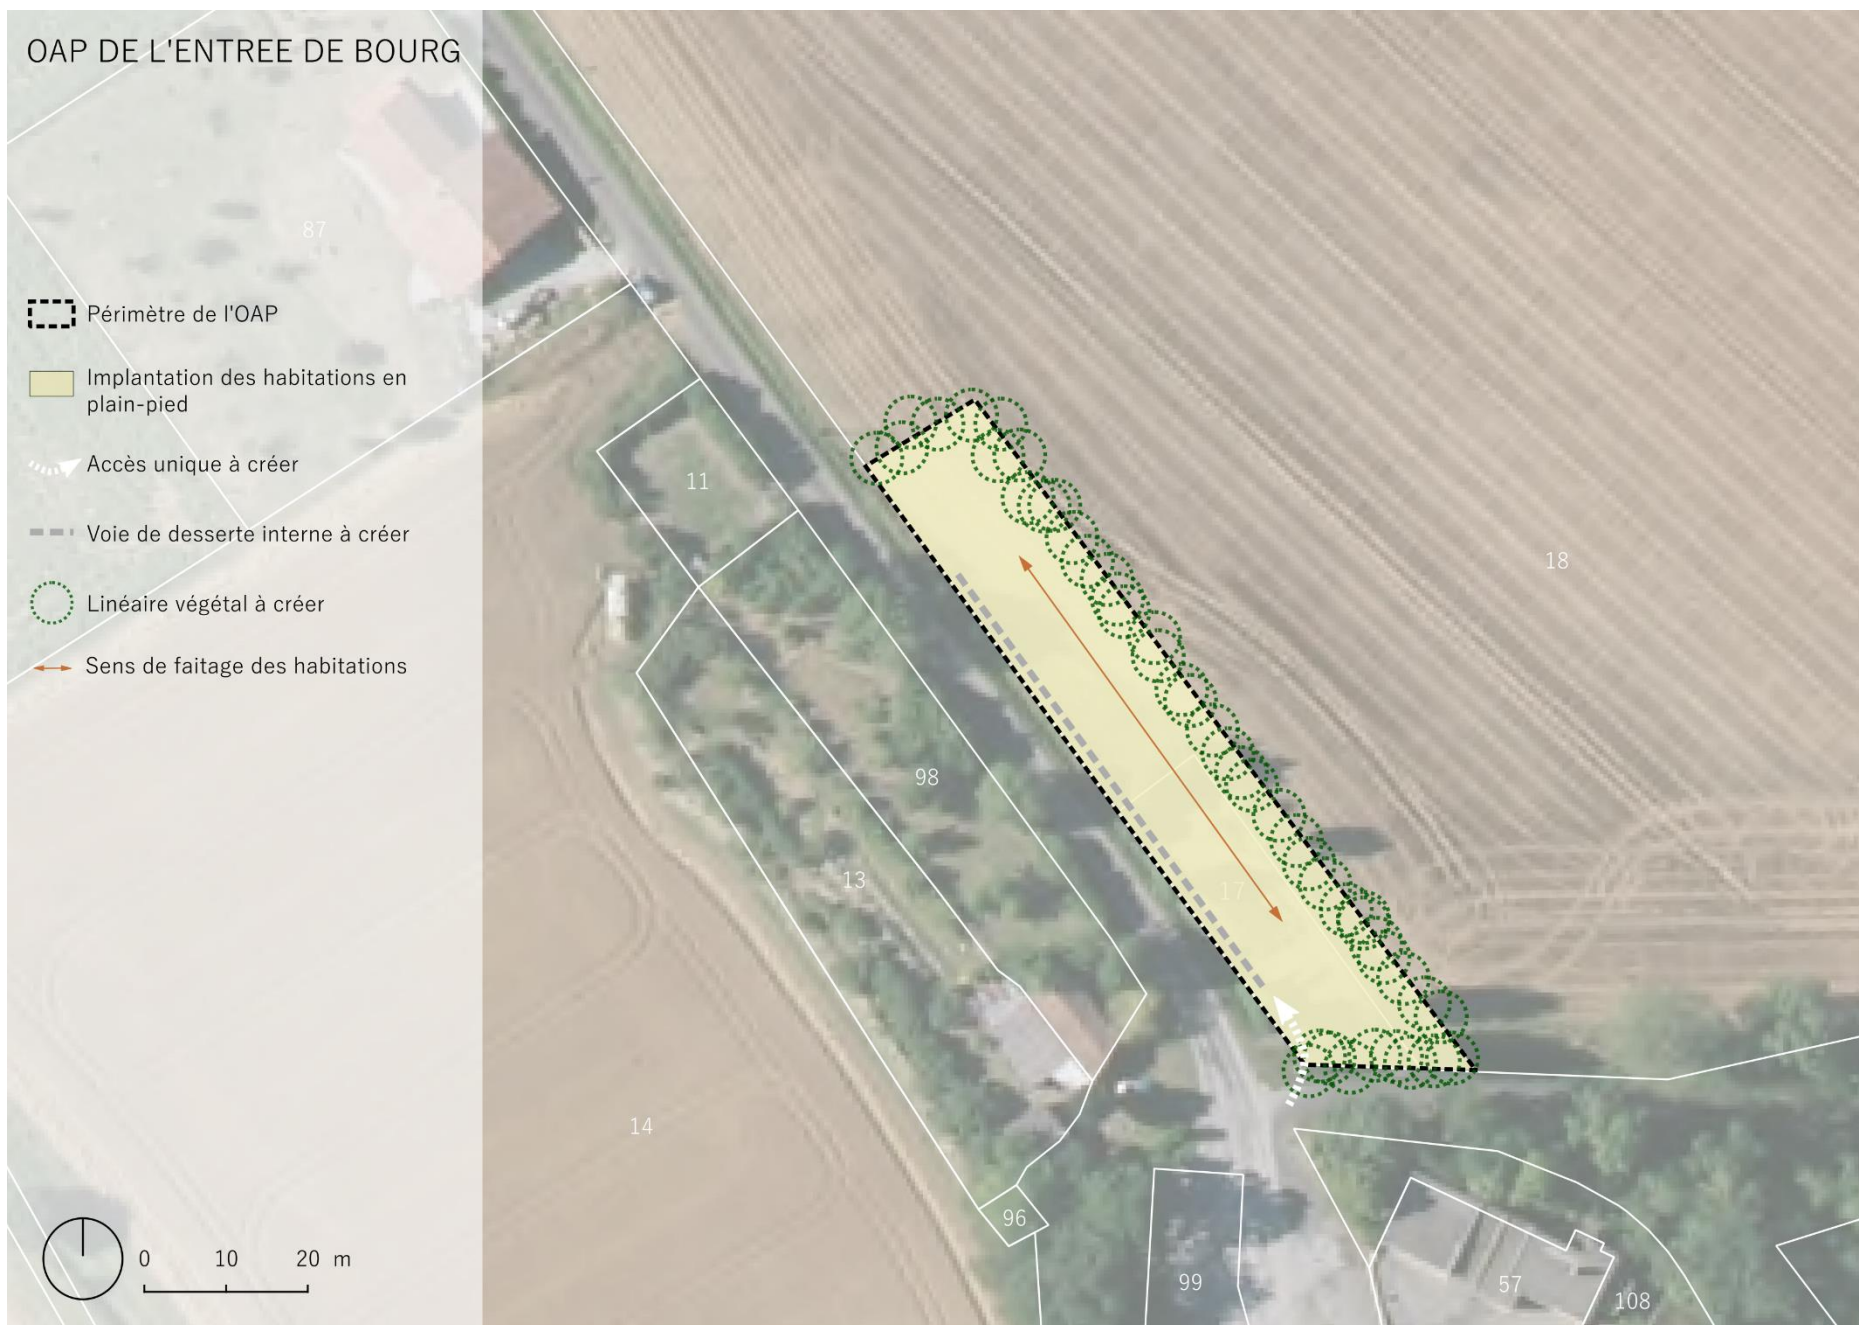 OAP DE L'ENTREE DE BOURG
87
Périmètre de l'OAP
Implantation des habitations en
plain-pied
Accès unique à créer
Voie de desserte interne à créer
Linéaire végétal à créer
Sens de faitage des habitations
11
18
98
13
17
14
96
99
57
108
0 10 20 m